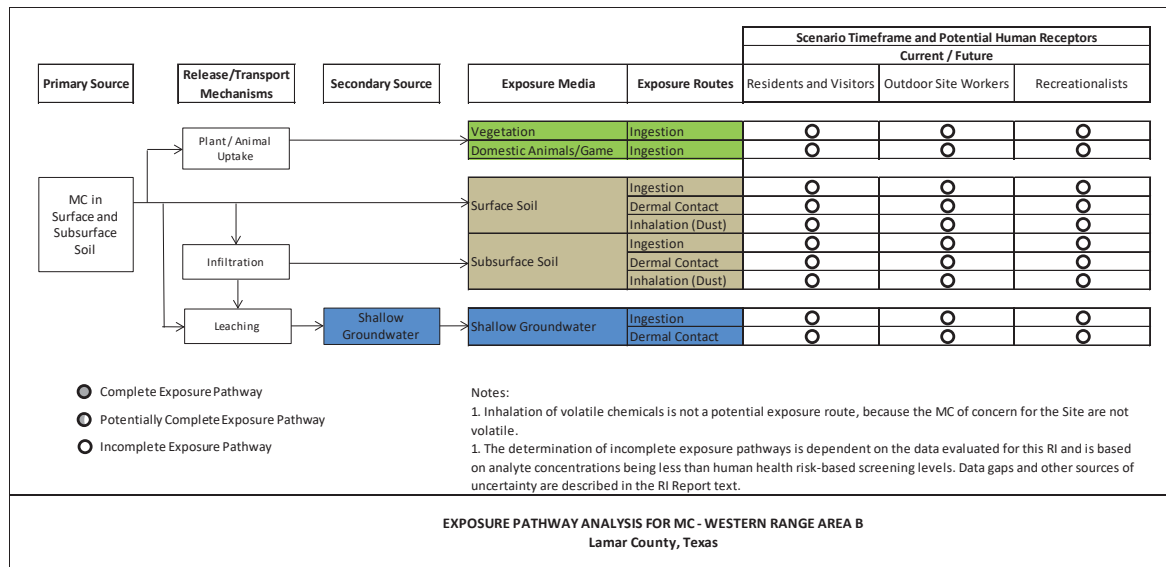 Scenario Timeframe and Potential Human Receptors
Current / Future
Primary Source
Release/Transport
Mechanisms
Secondary Source
Exposure Media
Exposure Routes
Residents and Visitors
Outdoor Site Workers
Recreationalists
Plant / Animal
Uptake
Vegetation
Ingestion
Domestic Animals/Game
Ingestion
MC in
Surface and
Subsurface
Soil
Surface Soil
Ingestion
Dermal Contact
Inhalation (Dust)
Infiltration
Subsurface Soil
Ingestion
Dermal Contact
Inhalation (Dust)
Leaching
Shallow
Groundwater
Shallow Groundwater
Ingestion
Dermal Contact
Complete Exposure Pathway
Potentially Complete Exposure Pathway
Incomplete Exposure Pathway
Notes:
1. Inhalation of volatile chemicals is not a potential exposure route, because the MC of concern for the Site are not
volatile.
1. The determination of incomplete exposure pathways is dependent on the data evaluated for this RI and is based
on analyte concentrations being less than human health risk-based screening levels. Data gaps and other sources of
uncertainty are described in the RI Report text.
EXPOSURE PATHWAY ANALYSIS FOR MC - WESTERN RANGE AREA B
Lamar County, Texas